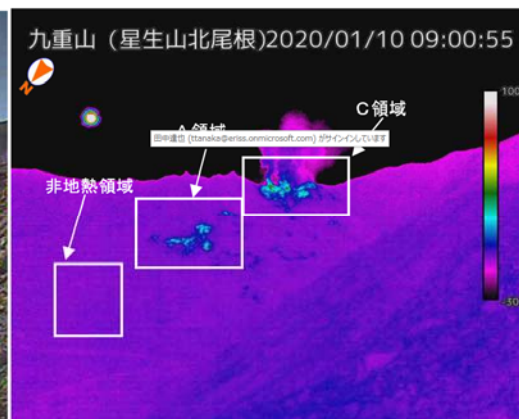 九重山（星生山北尾根)2020/01/10 09:00:55
N
100
C領域
A領域
田中達也 (ttanaka@eriss.onmicrosoft.com) がサインインしています
非地熱領域
-30